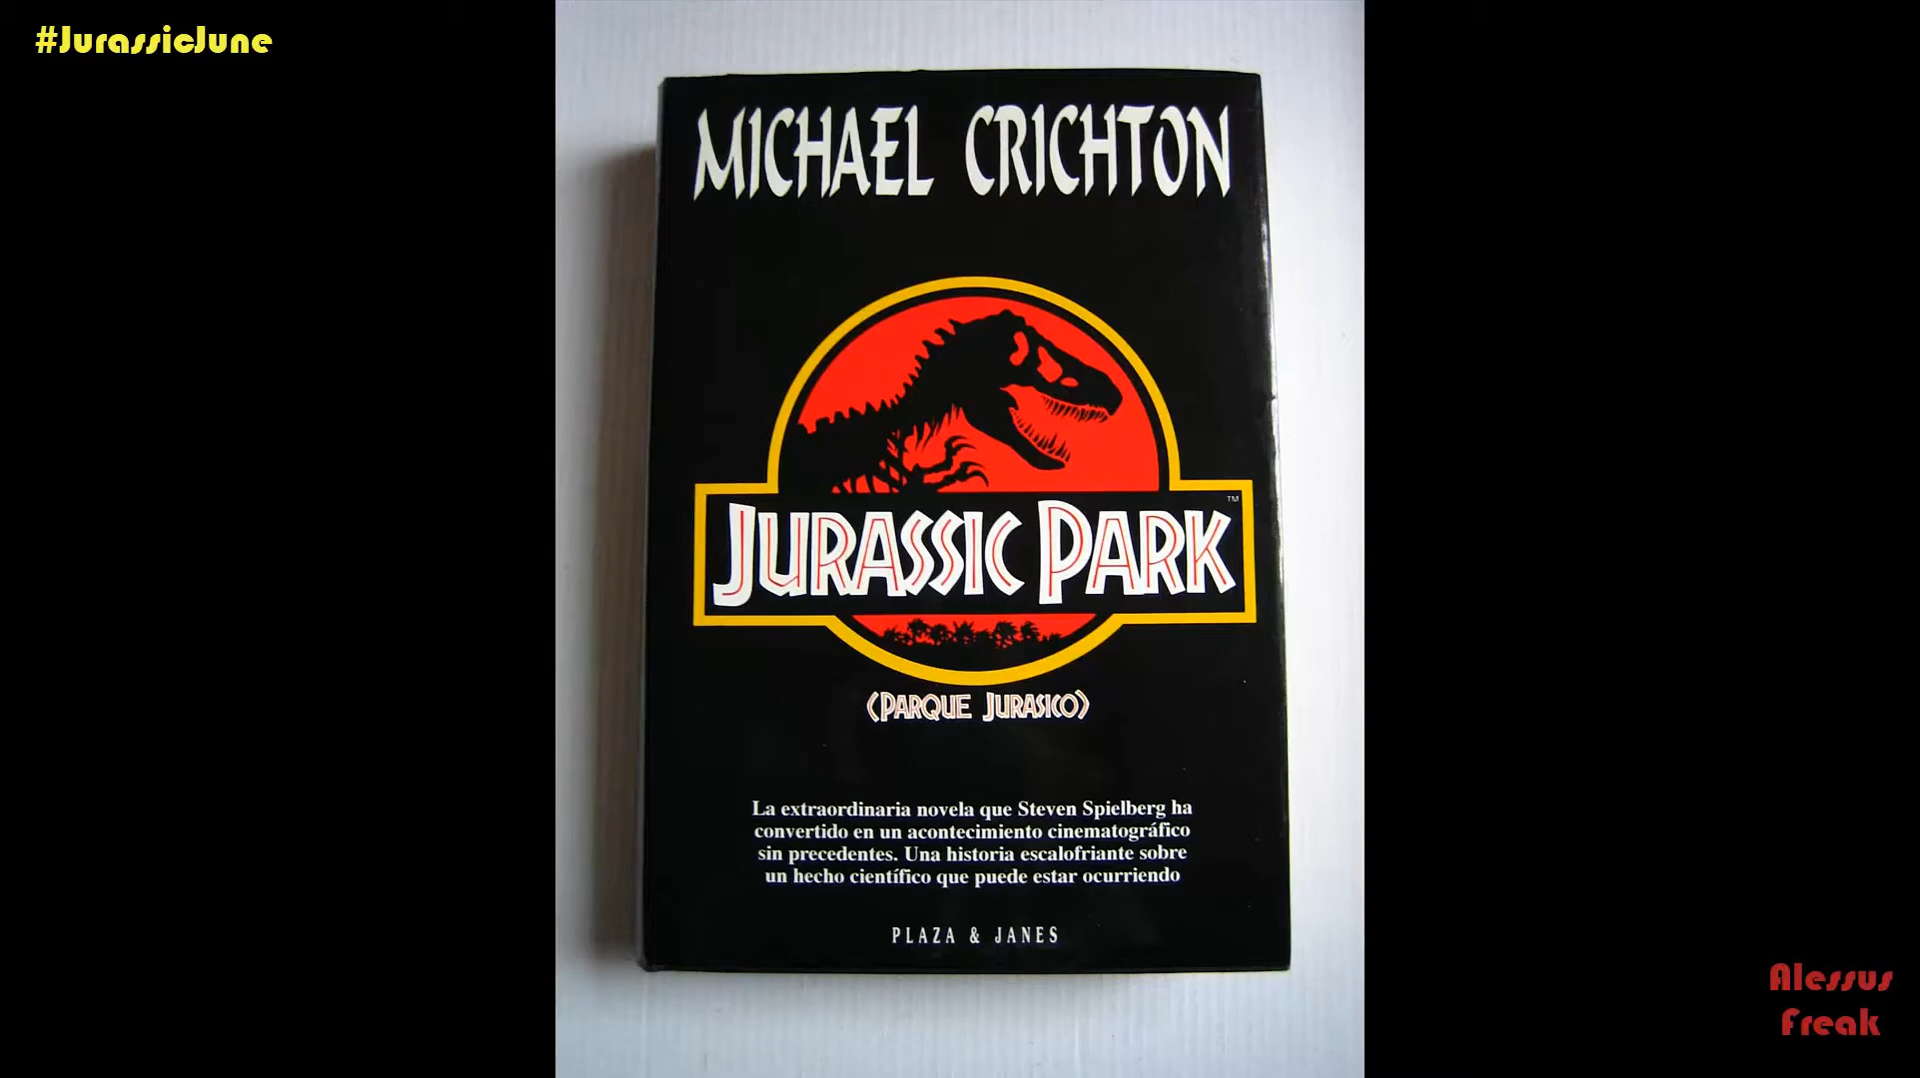 #JurassicJune
MICHAEL CRICHTON
JURASSIC PARK
TM
(PARQUE JURASICO)
La extraordinaria novela que Steven Spielberg ha
convertido en un acontecimiento cinematográfico
sin precedentes. Una historia escalofriante sobre
un hecho científico que puede estar ocurriendo
PLAZA & JANES
Alessus
Freak